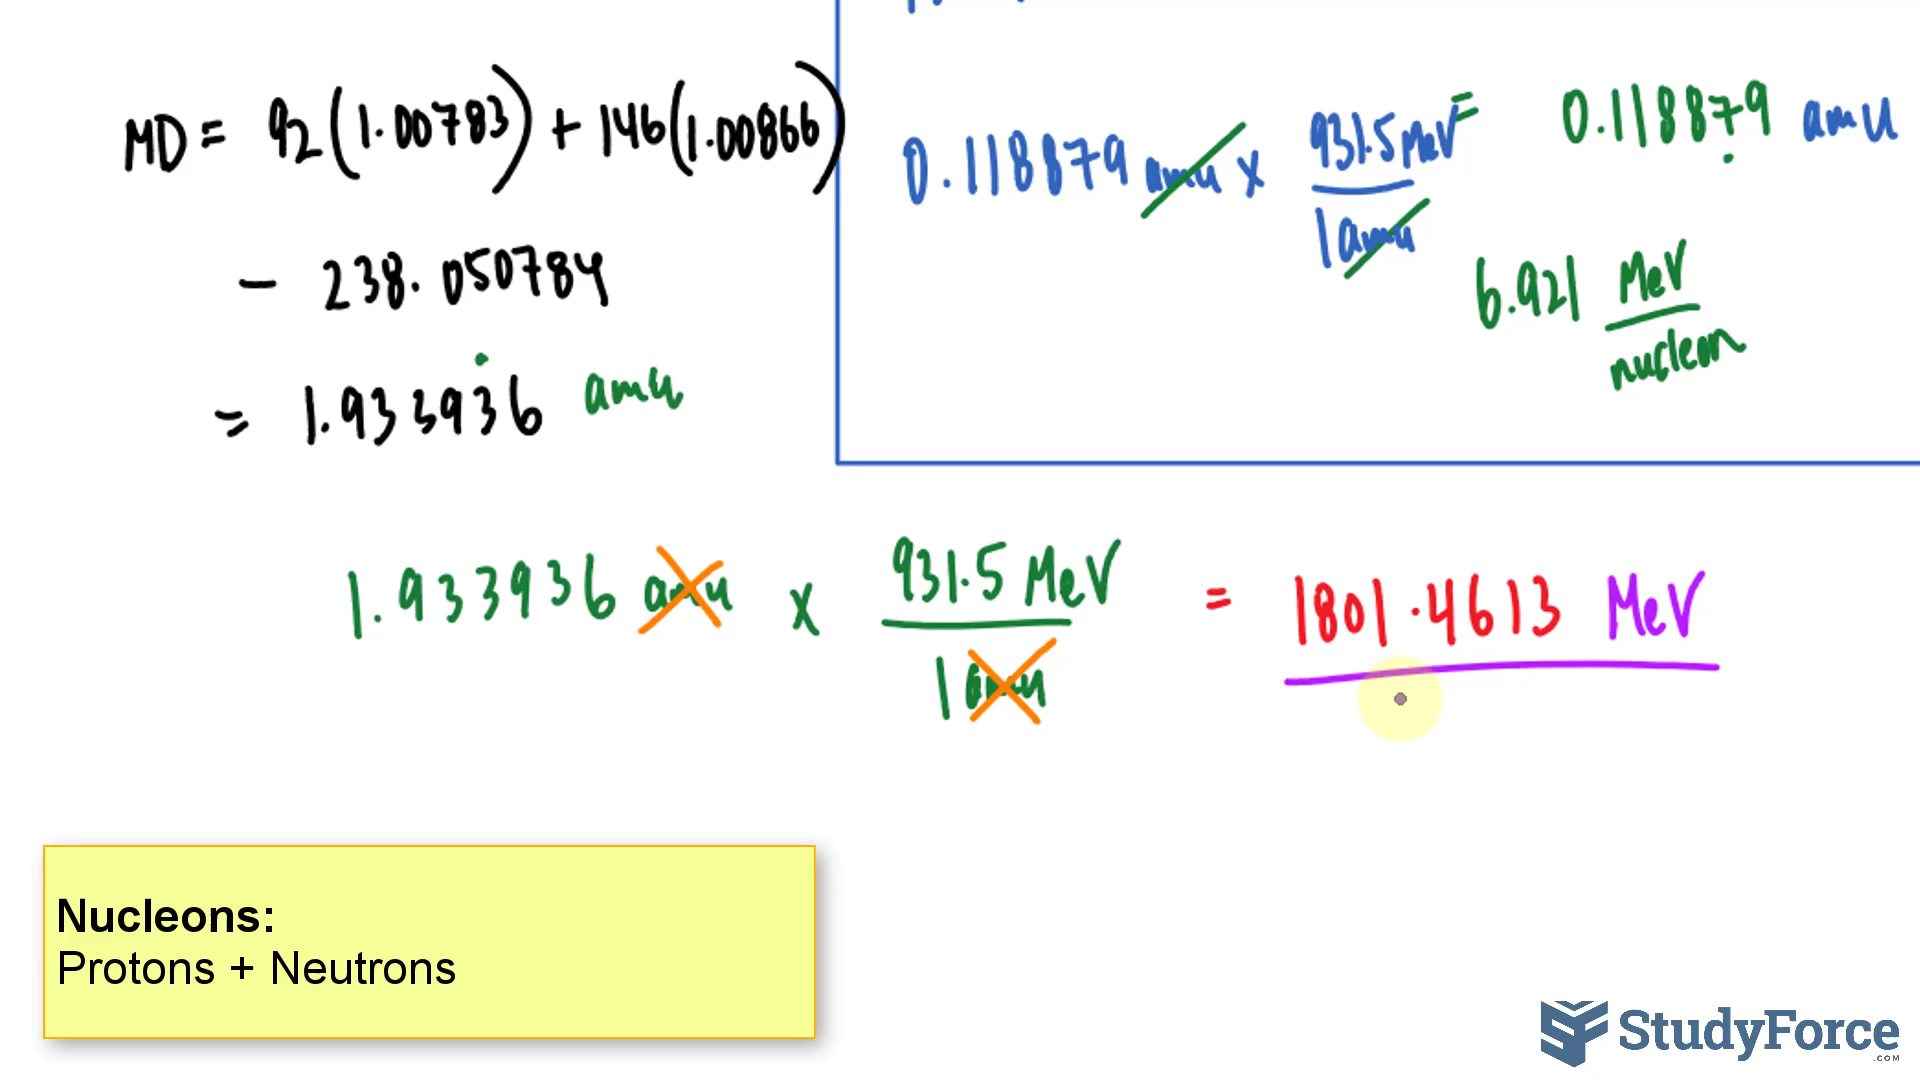 MD = 92(1.00783) + 146(1.00866)
- 238.050784
= 1.933936 amu
0.118879 amu x 931.5 MeV / 1 amu = 0.118879 amu
6.921 MeV / nucleon
1.933936 amu x 931.5 MeV / 1 amu = 1801.4613 MeV
Nucleons:
Protons + Neutrons
StudyForce
.COM